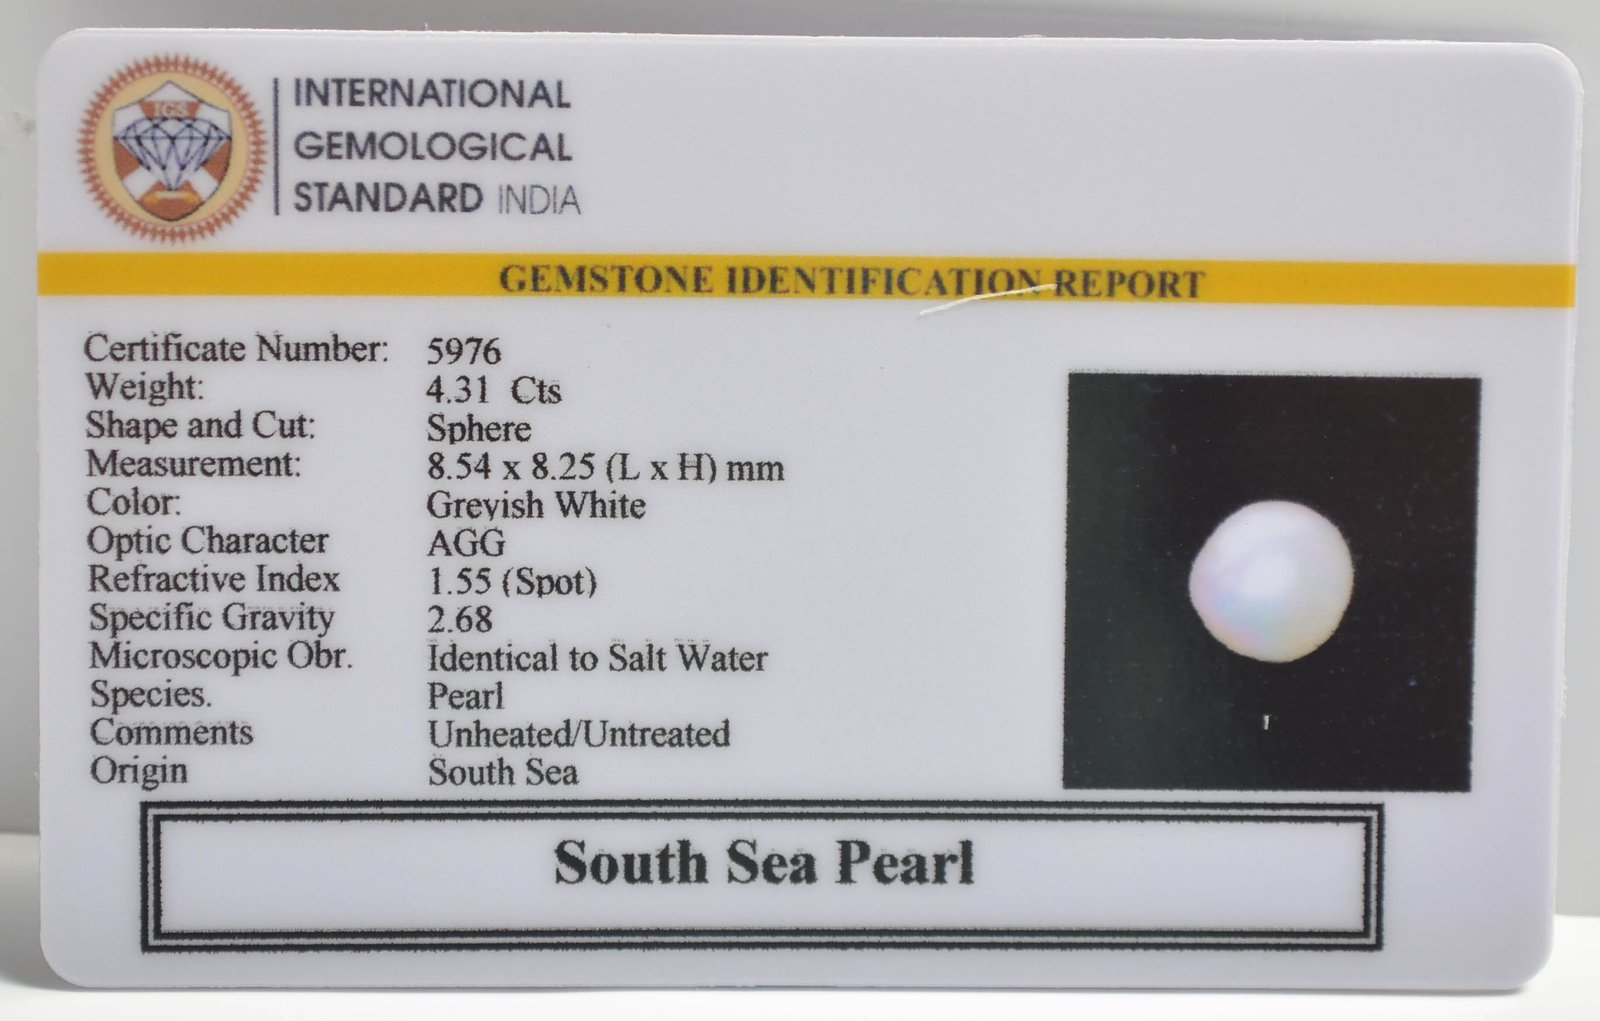 IGS
INTERNATIONAL
GEMOLOGICAL
STANDARD INDIA
GEMSTONE IDENTIFICATION REPORT
Certificate Number: 5976
Weight: 4.31 Cts
Shape and Cut: Sphere
Measurement: 8.54 x 8.25 (L x H) mm
Color: Greyish White
Optic Character AGG
Refractive Index 1.55 (Spot)
Specific Gravity 2.68
Microscopic Obr. Identical to Salt Water
Species. Pearl
Comments Unheated/Untreated
Origin South Sea
South Sea Pearl